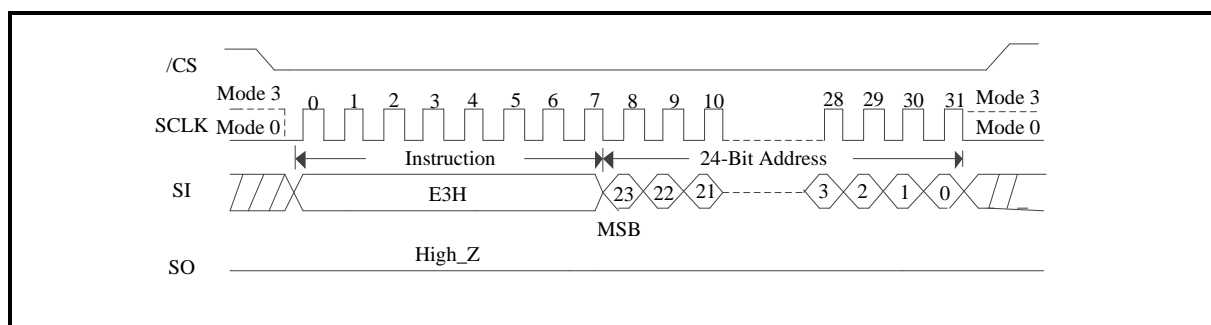 /CS
Mode 3 0 1 2 3 4 5 6 7 8 9 10 28 29 30 31 Mode 3
SCLK Mode 0 Mode 0
Instruction 24-Bit Address
SI E3H 23 22 21 3 2 1 0
MSB
High_Z
SO